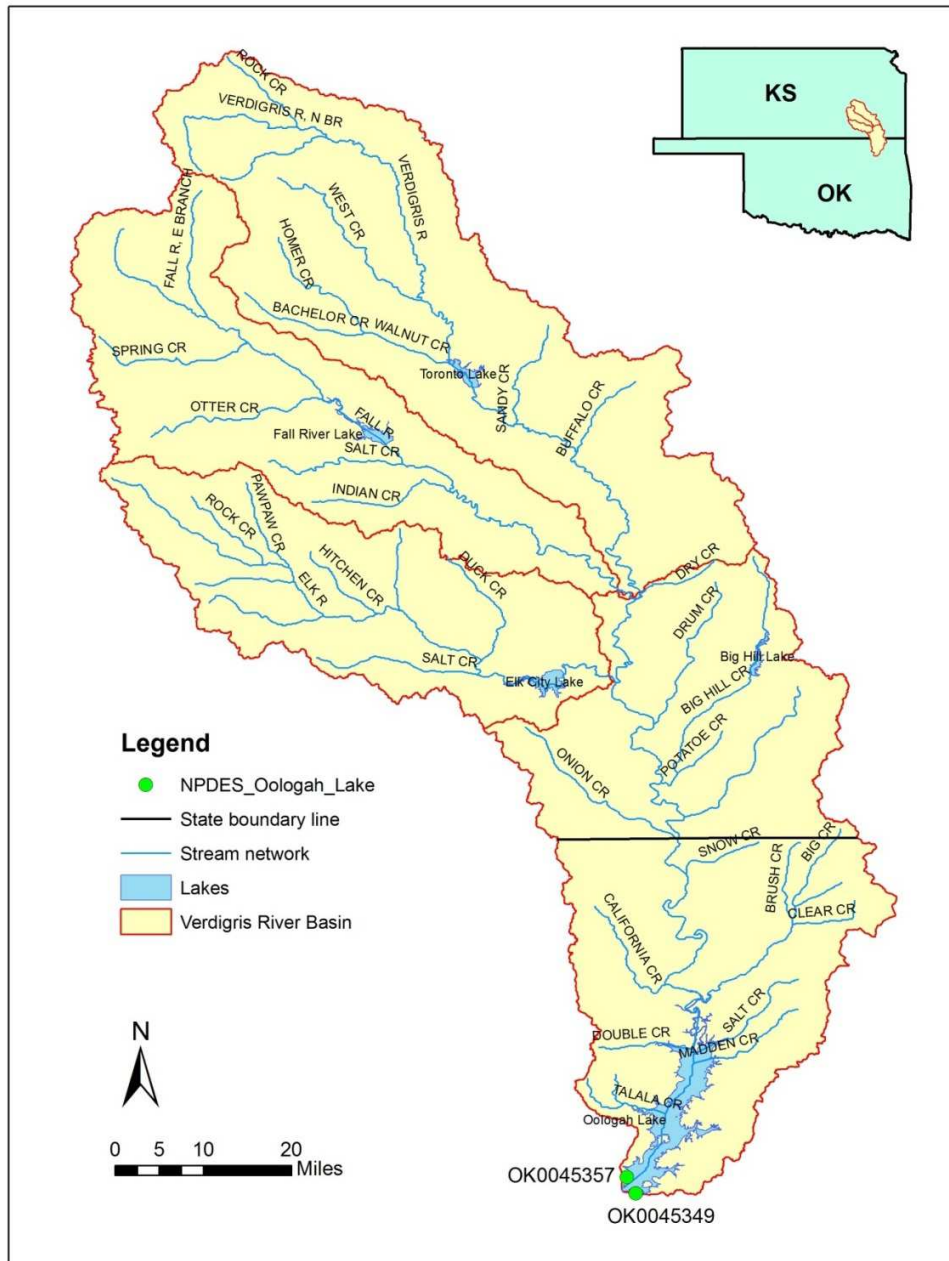 ROCK CR
VERDIGRIS R, N BR
VERDIGRIS R
KS
OK
FALL R, E BRANCH
WEST CR
HOMER CR
BACHELOR CR
WALNUT CR
SPRING CR
Toronto Lake
SANDY CR
BUFFALO CR
OTTER CR
FALL R
Fall River Lake
SALT CR
INDIAN CR
PAWPAW CR
ROCK CR
HITCHEN CR
ELK R
DUCK CR
DRY CR
DRUM CR
Big Hill Lake
SALT CR
Elk City Lake
BIG HILL CR
POTATOE CR
ONION CR
Legend
NPDES_Oologah_Lake
State boundary line
Stream network
Lakes
Verdigris River Basin
SNOW CR
BRUSH CR
BIG CR
CLEAR CR
CALIFORNIA CR
SALT CR
DOUBLE CR
MADDEN CR
TALALA CR
Oologah Lake
N
0 5 10 20
Miles
OK0045357
OK0045349